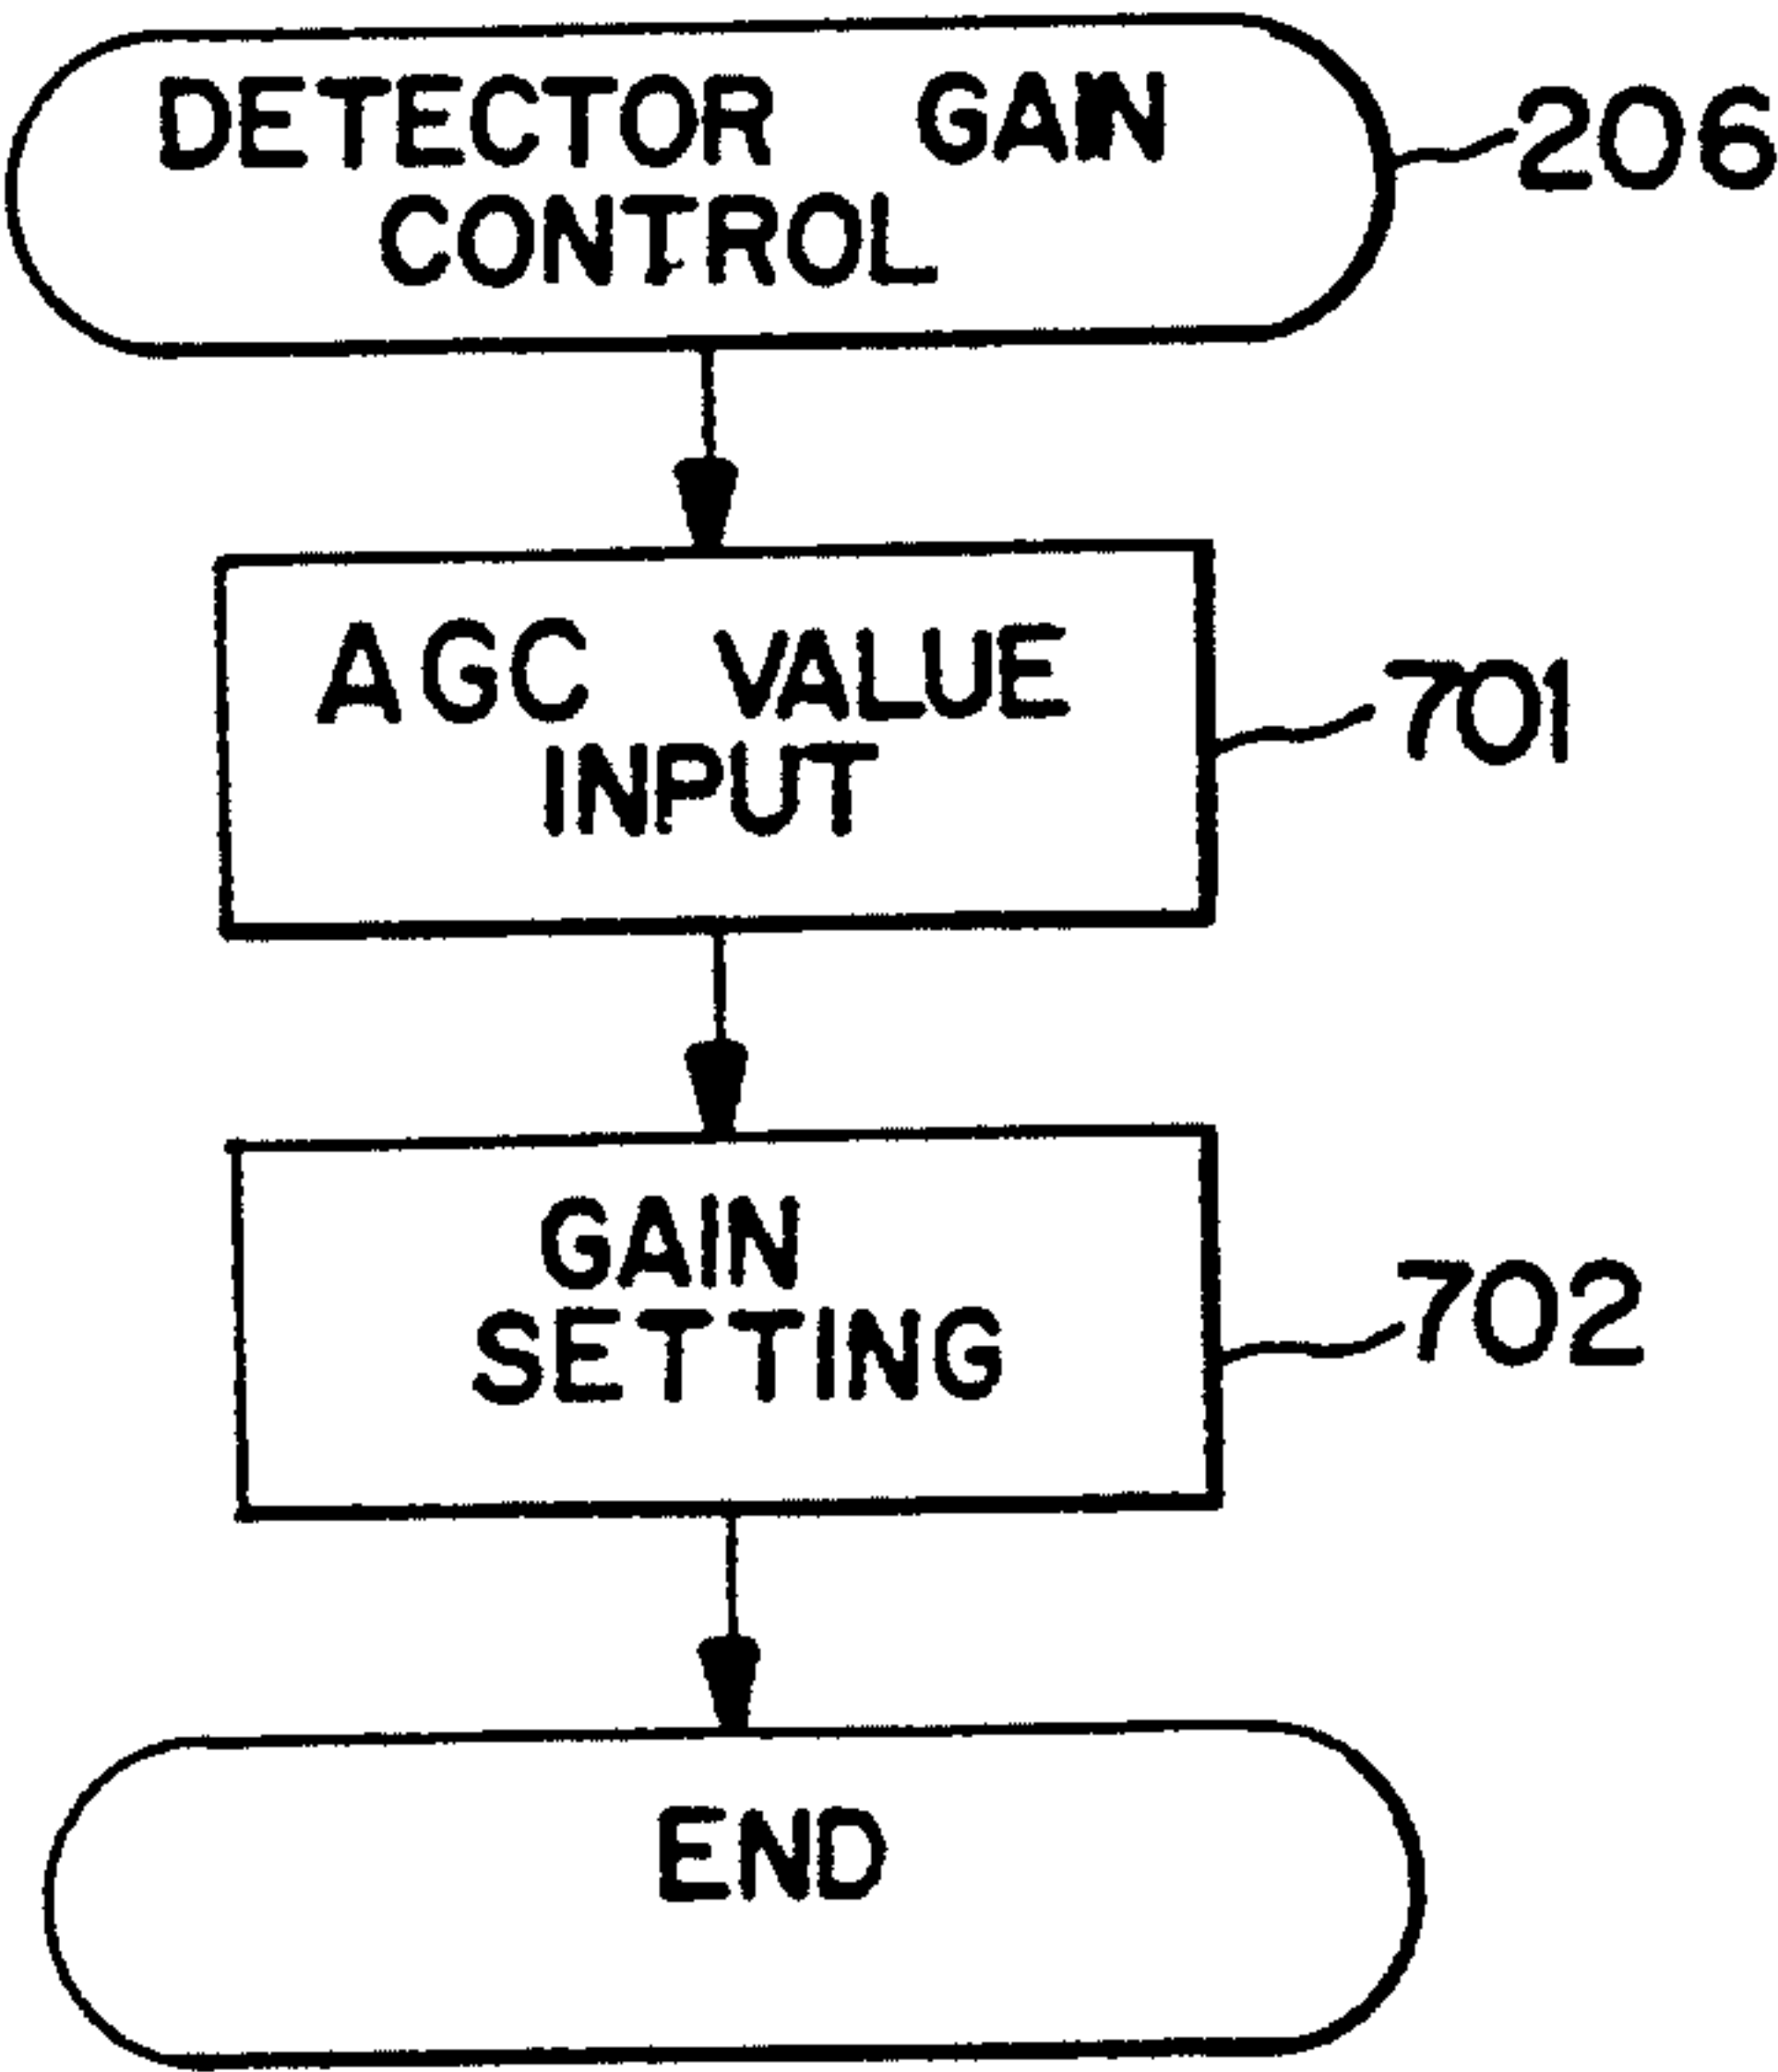 DETECTOR GAIN
CONTROL
206
AGC VALUE
INPUT
701
GAIN
SETTING
702
END